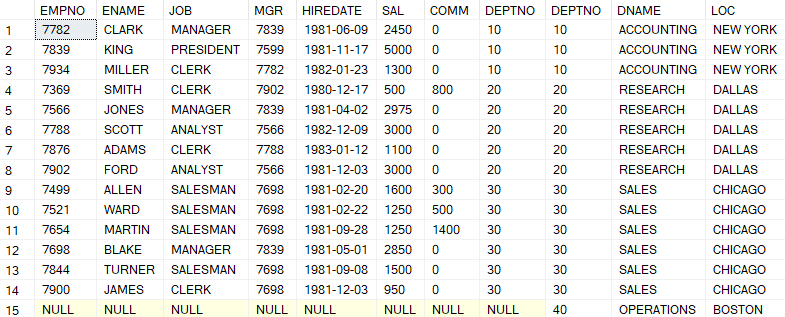 EMPNO ENAME JOB MGR HIREDATE SAL COMM DEPTNO DEPTNO DNAME LOC
1 7782 CLARK MANAGER 7839 1981-06-09 2450 0 10 10 ACCOUNTING NEW YORK
2 7839 KING PRESIDENT 7599 1981-11-17 5000 0 10 10 ACCOUNTING NEW YORK
3 7934 MILLER CLERK 7782 1982-01-23 1300 0 10 10 ACCOUNTING NEW YORK
4 7369 SMITH CLERK 7902 1980-12-17 500 800 20 20 RESEARCH DALLAS
5 7566 JONES MANAGER 7839 1981-04-02 2975 0 20 20 RESEARCH DALLAS
6 7788 SCOTT ANALYST 7566 1982-12-09 3000 0 20 20 RESEARCH DALLAS
7 7876 ADAMS CLERK 7788 1983-01-12 1100 0 20 20 RESEARCH DALLAS
8 7902 FORD ANALYST 7566 1981-12-03 3000 0 20 20 RESEARCH DALLAS
9 7499 ALLEN SALESMAN 7698 1981-02-20 1600 300 30 30 SALES CHICAGO
10 7521 WARD SALESMAN 7698 1981-02-22 1250 500 30 30 SALES CHICAGO
11 7654 MARTIN SALESMAN 7698 1981-09-28 1250 1400 30 30 SALES CHICAGO
12 7698 BLAKE MANAGER 7839 1981-05-01 2850 0 30 30 SALES CHICAGO
13 7844 TURNER SALESMAN 7698 1981-09-08 1500 0 30 30 SALES CHICAGO
14 7900 JAMES CLERK 7698 1981-12-03 950 0 30 30 SALES CHICAGO
15 NULL NULL NULL NULL NULL NULL NULL NULL 40 OPERATIONS BOSTON